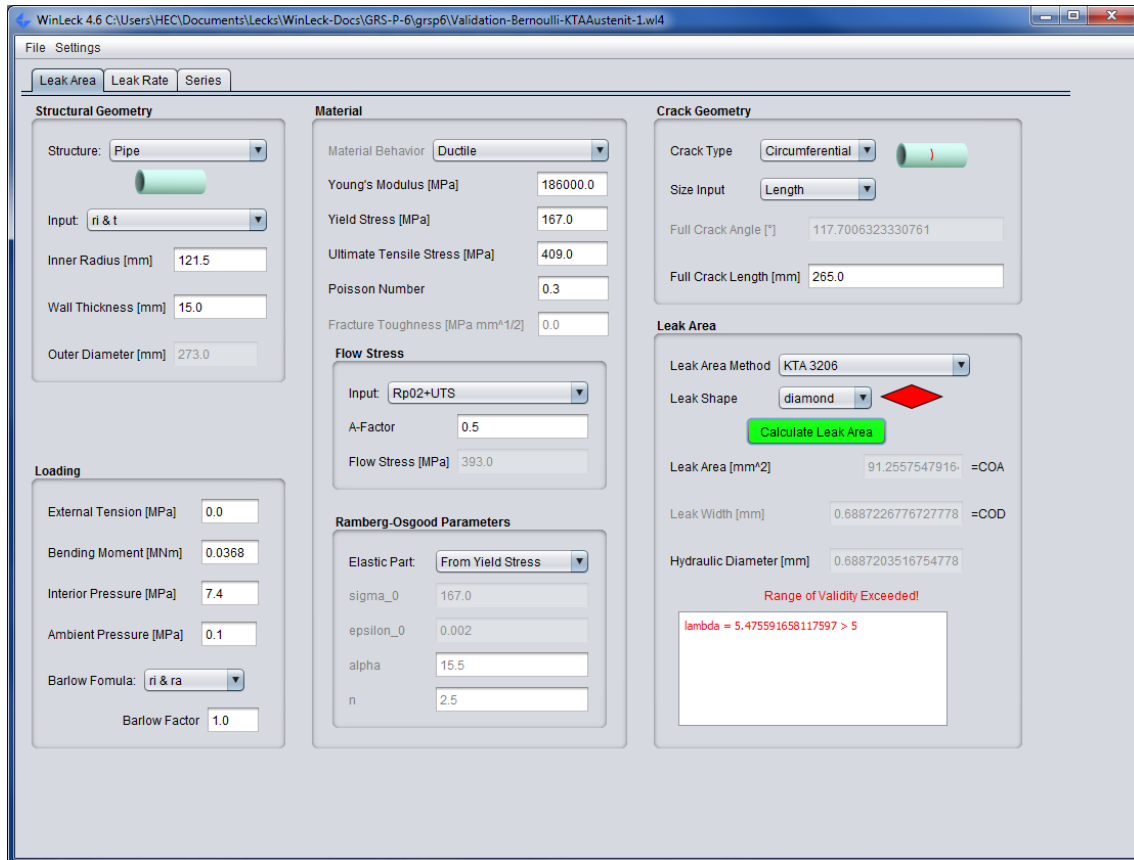 WinLeck 4.6 C:\Users\HEC\Documents\Lecks\WinLeck-Docs\GRS-P-6\grsp6\Validation-Bernoulli-KTAAustenit-1.wl4
File Settings
Leak Area Leak Rate Series
Structural Geometry
Structure: Pipe
Input: ri & t
Inner Radius [mm] 121.5
Wall Thickness [mm] 15.0
Outer Diameter [mm] 273.0
Loading
External Tension [MPa] 0.0
Bending Moment [MNm] 0.0368
Interior Pressure [MPa] 7.4
Ambient Pressure [MPa] 0.1
Barlow Fomula: ri & ra
Barlow Factor 1.0
Material
Material Behavior Ductile
Young's Modulus [MPa] 186000.0
Yield Stress [MPa] 167.0
Ultimate Tensile Stress [MPa] 409.0
Poisson Number 0.3
Fracture Toughness [MPa mm^1/2] 0.0
Flow Stress
Input: Rp02+UTS
A-Factor 0.5
Flow Stress [MPa] 393.0
Ramberg-Osgood Parameters
Elastic Part: From Yield Stress
sigma_0 167.0
epsilon_0 0.002
alpha 15.5
n 2.5
Crack Geometry
Crack Type Circumferential
Size Input Length
Full Crack Angle [°] 117.7006323330761
Full Crack Length [mm] 265.0
Leak Area
Leak Area Method KTA 3206
Leak Shape diamond
Calculate Leak Area
Leak Area [mm^2] 91.2557547916 =COA
Leak Width [mm] 0.6887226776727778 =COD
Hydraulic Diameter [mm] 0.6887203516754778
Range of Validity Exceeded!
lambda = 5.475591658117597 > 5